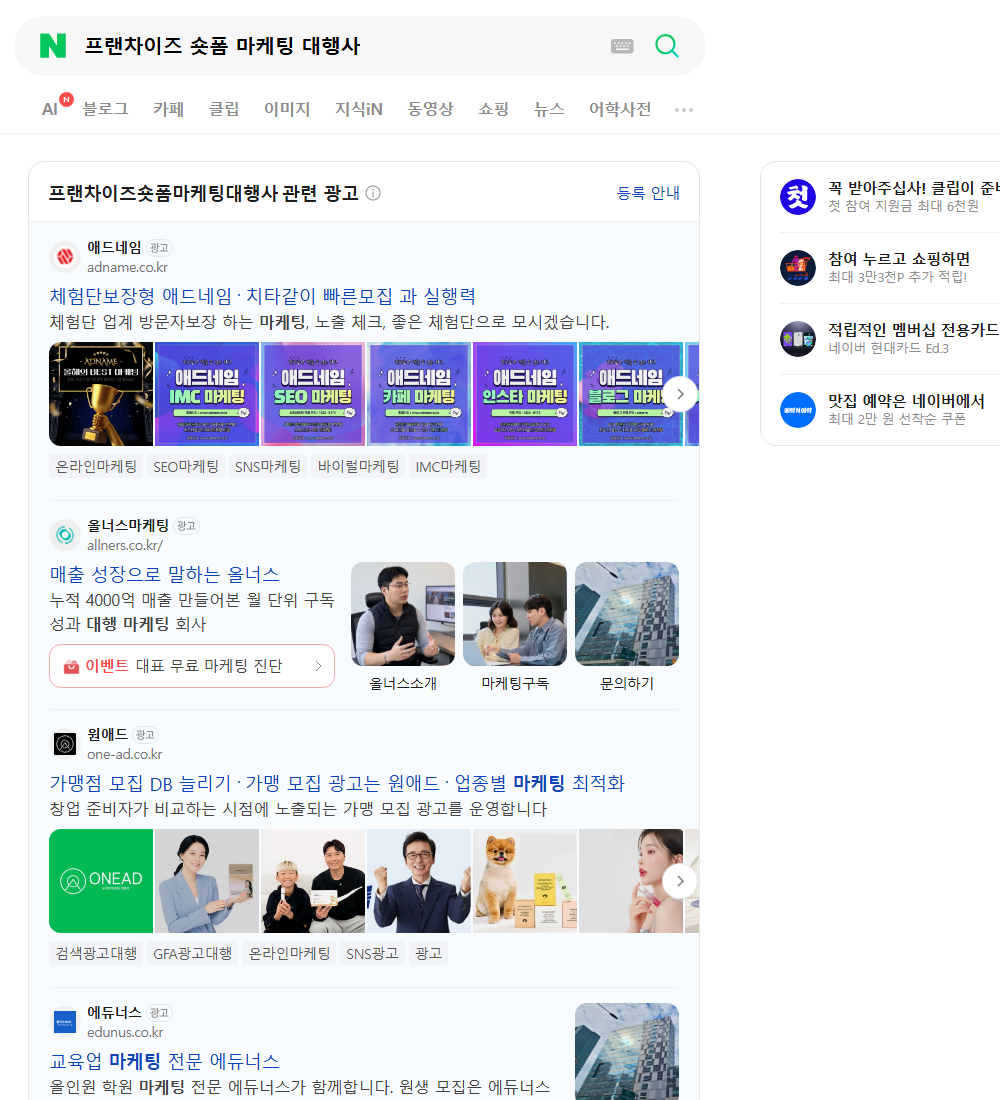 N 프랜차이즈 숏폼 마케팅 대행사
AI N 블로그 카페 클립 이미지 지식iN 동영상 쇼핑 뉴스 어학사전
프랜차이즈숏폼마케팅대행사 관련 광고 등록 안내
애드네임 광고
adname.co.kr
체험단보장형 애드네임 · 치타같이 빠른모집 과 실행력
체험단 업계 방문자보장 하는 마케팅, 노출 체크, 좋은 체험단으로 모시겠습니다.
ADNAME
올해의 BEST 마케팅
애드네임
IMC 마케팅
애드네임
SEO 마케팅
애드네임
카페 마케팅
애드네임
인스타 마케팅
애드네임
블로그 마케팅
온라인마케팅 SEO마케팅 SNS마케팅 바이럴마케팅 IMC마케팅
올너스마케팅 광고
allners.co.kr/
매출 성장으로 말하는 올너스
누적 4000억 매출 만들어본 월 단위 구독
성과 대행 마케팅 회사
이벤트 대표 무료 마케팅 진단
올너스소개 마케팅구독 문의하기
원애드 광고
one-ad.co.kr
가맹점 모집 DB 늘리기 · 가맹 모집 광고는 원애드 · 업종별 마케팅 최적화
창업 준비자가 비교하는 시점에 노출되는 가맹 모집 광고를 운영합니다
ONEAD
검색광고대행 GFA광고대행 온라인마케팅 SNS광고 광고
에듀너스 광고
edunus.co.kr
교육업 마케팅 전문 에듀너스
올인원 학원 마케팅 전문 에듀너스가 함께합니다. 원생 모집은 에듀너스
첫
꼭 받아주십사! 클립이 준비
첫 참여 지원금 최대 6천원
참여 누르고 쇼핑하면
최대 3만3천P 추가 적립!
적립적인 멤버십 전용카드
네이버 현대카드 Ed.3
맛집 예약은 네이버에서
최대 2만 원 선착순 쿠폰